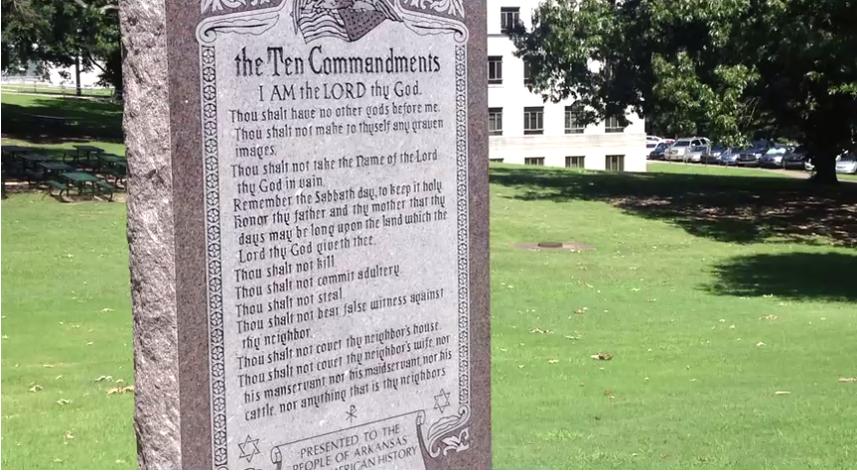 the Ten Commandments
I AM the LORD thy God.
Thou shalt have no other gods before me.
Thou shalt not make to thyself any graven
images.
Thou shalt not take the Name of the Lord
thy God in vain.
Remember the Sabbath day, to keep it holy.
Honor thy father and thy mother that thy
days may be long upon the land which the
Lord thy God giveth thee.
Thou shalt not kill.
Thou shalt not commit adultery.
Thou shalt not steal.
Thou shalt not bear false witness against
thy neighbor.
Thou shalt not covet thy neighbor's house.
Thou shalt not covet thy neighbor's wife, nor
his manservant nor his maidservant, nor his
cattle, nor anything that is thy neighbors
PRESENTED TO THE
PEOPLE OF ARKANSAS
AMERICAN HISTORY